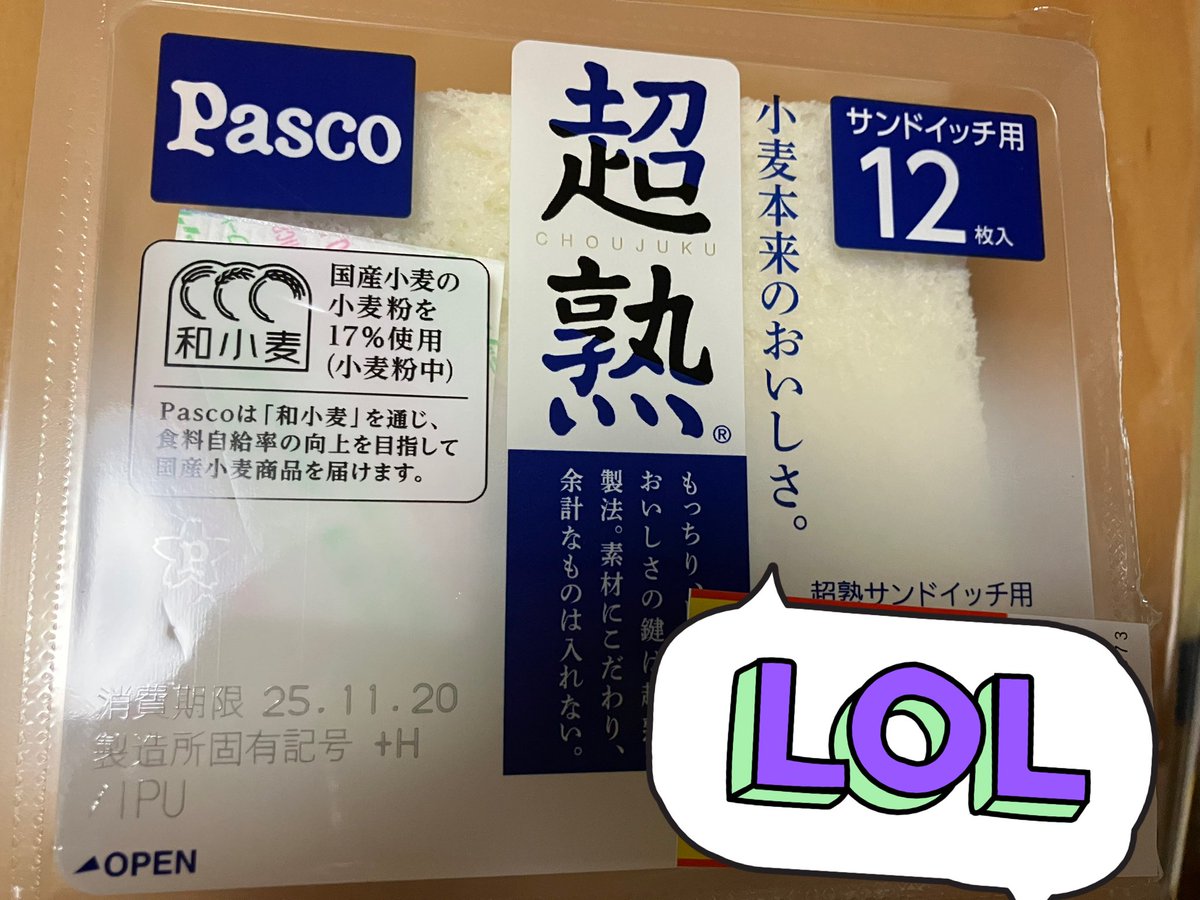 Pasco
超熟
CHOUJUKU
®
小麦本来のおいしさ。
サンドイッチ用
12枚入
和小麦
国産小麦の
小麦粉を
17%使用
(小麦粉中)
Pascoは「和小麦」を通じ、
食料自給率の向上を目指して
国産小麦商品を届けます。
もっちり、
おいしさの鍵は超熟
製法。素材にこだわり、
余計なものは入れない。
超熟サンドイッチ用
消費期限 25.11.20
製造所固有記号 +H
/IPU
OPEN
LOL